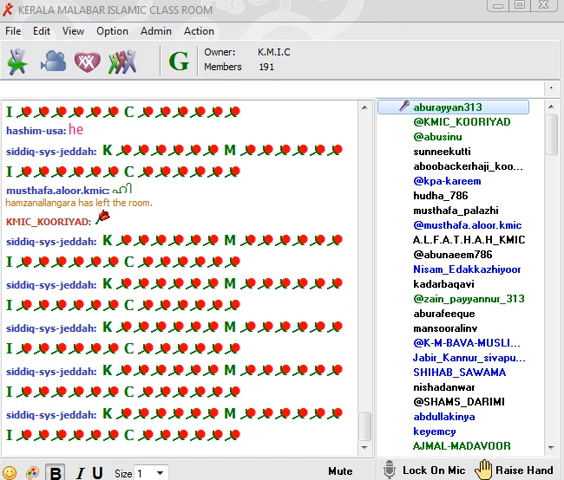 KERALA MALABAR ISLAMIC CLASS ROOM
File Edit View Option Admin Action
G Owner: K.M.I.C
Members 191
I C
hashim-usa: he
siddiq-sys-jeddah: K M
I C
musthafa.aloor.kmic: ഹി
hamzanallangara has left the room.
KMIC_KOORIYAD:
siddiq-sys-jeddah: K M
I C
siddiq-sys-jeddah: K M
I C
siddiq-sys-jeddah: K M
I C
siddiq-sys-jeddah: K M
I C
siddiq-sys-jeddah: K M
I C
B I U Size 1 Mute
aburayyan313
@KMIC_KOORIYAD
@abusinu
sunneekutti
aboobackerhaji_koo...
@kpa-kareem
hudha_786
musthafa_palazhi
@musthafa.aloor.kmic
A.L.F.A.T.H.A.H_KMIC
@abunaeem786
Nisam_Edakkazhiyoor
kadarbaqavi
@zain_payyannur_313
aburafeeque
mansooralinv
@K-M-BAVA-MUSLI...
Jabir_Kannur_sivapu...
SHIHAB_SAWAMA
nishadanwar
@SHAMS_DARIMI
abdullakinya
keyemcy
AJMAL-MADAVOOR
Lock On Mic Raise Hand